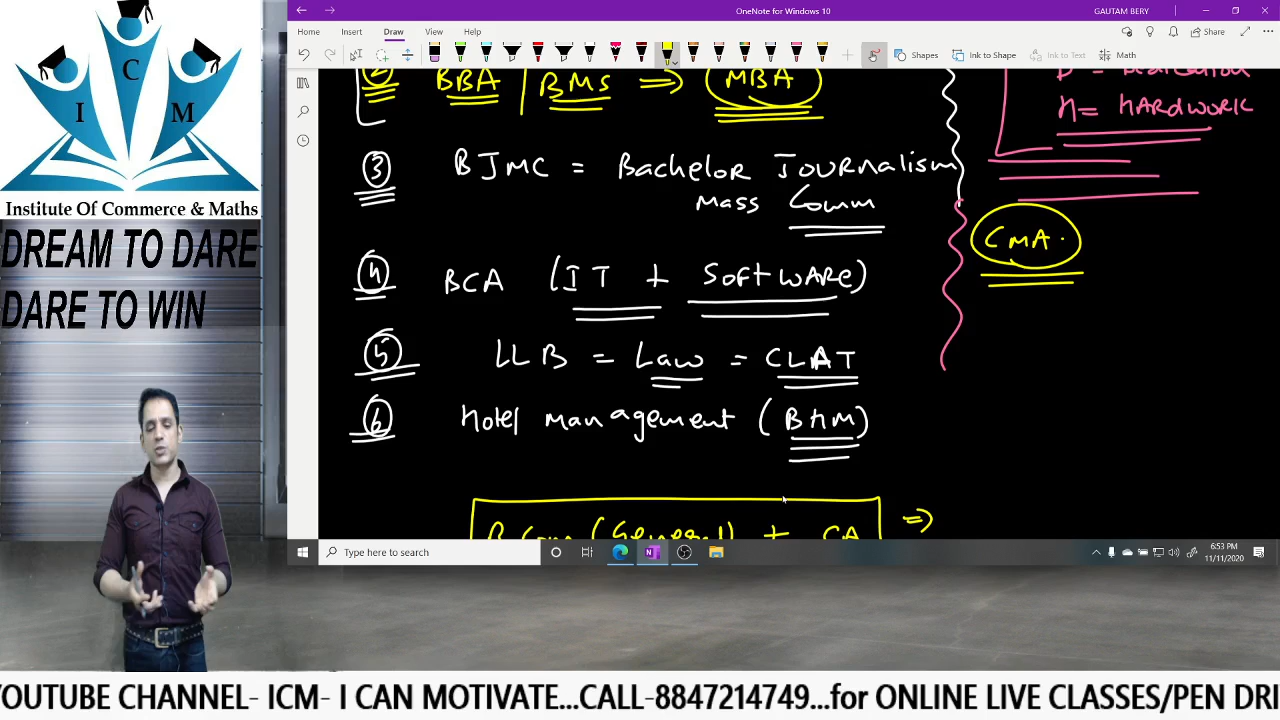 OneNote for Windows 10
GAUTAM BERY
Home Insert Draw View Help
Share
Shapes Ink to Shape Ink to Text Math
I C M
Institute Of Commerce & Maths
DREAM TO DARE
DARE TO WIN
2 BBA | BMS ⇒ MBA
3 BJMC = Bachelor Journalism
Mass Comm
4 BCA (IT + SoftWARE)
5 LLB = Law = CLAT
6 Hotel management (BHM)
B.Com (General) + CA ⇒
H = HARDWORK
CMA.
Type here to search
6:53 PM
11/11/2020
YOUTUBE CHANNEL- ICM- I CAN MOTIVATE...CALL-8847214749...for ONLINE LIVE CLASSES/PEN DRI